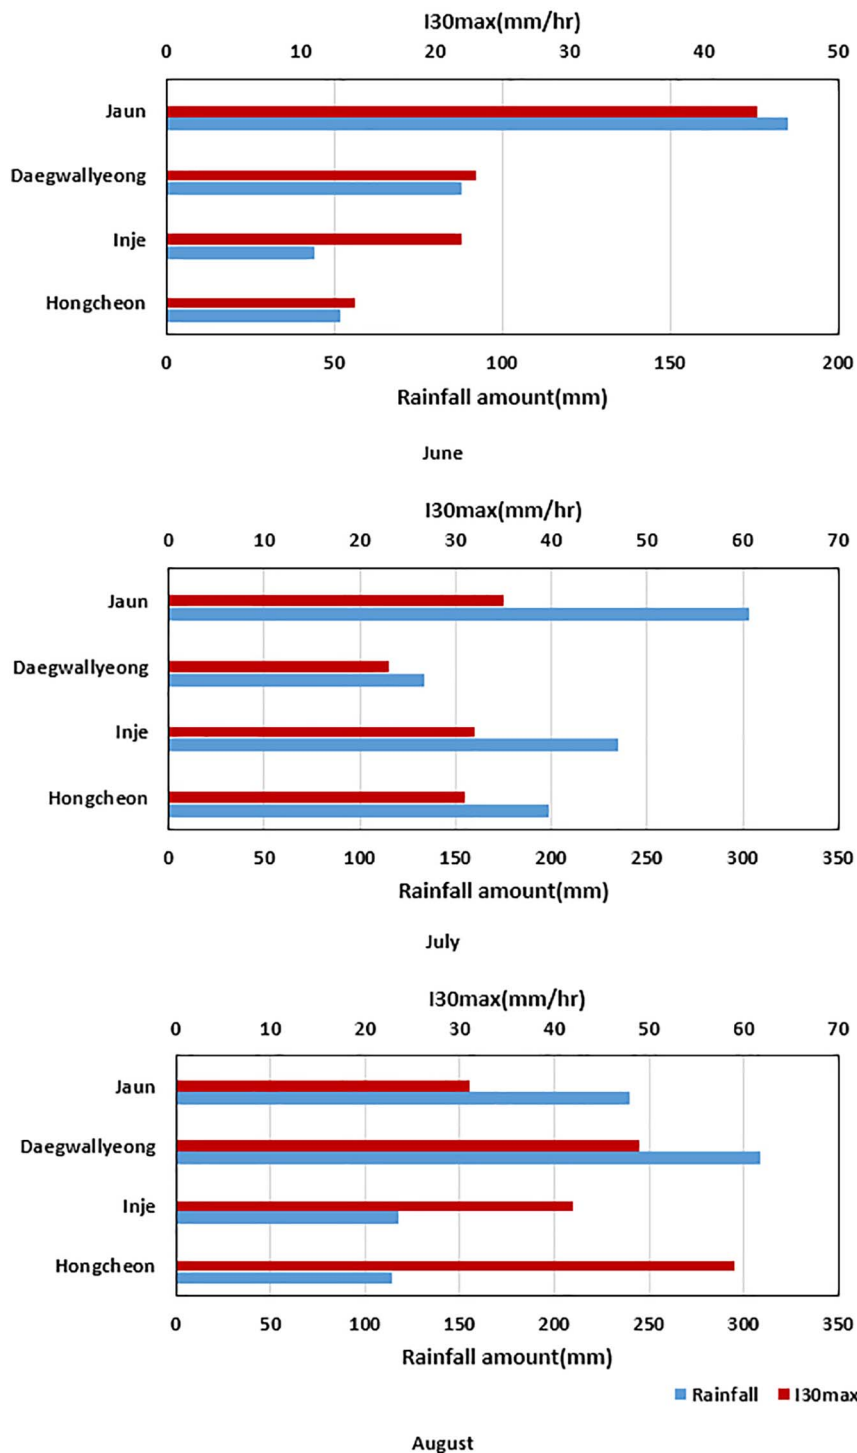 I30max(mm/hr)
0 10 20 30 40 50
Jaun
Daegwallyeong
Inje
Hongcheon
0 50 100 150 200
Rainfall amount(mm)
June
I30max(mm/hr)
0 10 20 30 40 50 60 70
Jaun
Daegwallyeong
Inje
Hongcheon
0 50 100 150 200 250 300 350
Rainfall amount(mm)
July
I30max(mm/hr)
0 10 20 30 40 50 60 70
Jaun
Daegwallyeong
Inje
Hongcheon
0 50 100 150 200 250 300 350
Rainfall amount(mm)
Rainfall I30max
August